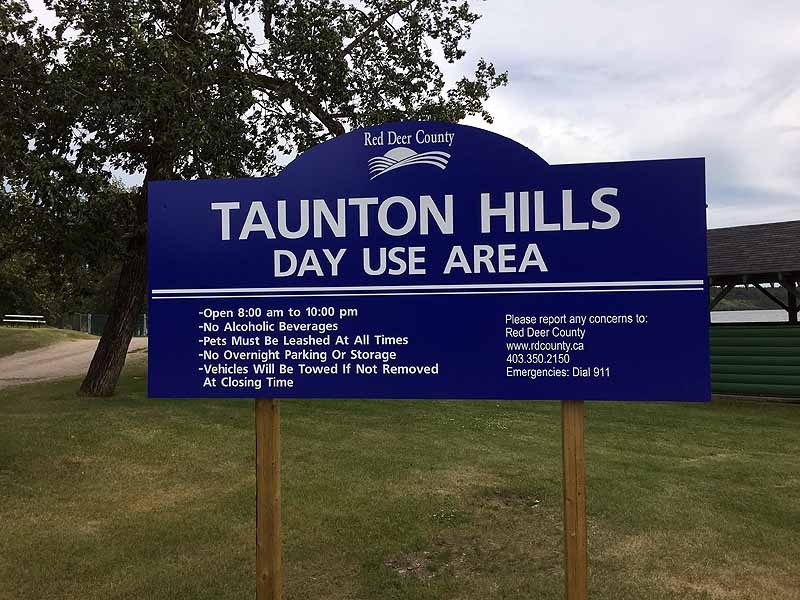 Red Deer County
TAUNTON HILLS
DAY USE AREA
-Open 8:00 am to 10:00 pm
-No Alcoholic Beverages
-Pets Must Be Leashed At All Times
-No Overnight Parking Or Storage
-Vehicles Will Be Towed If Not Removed
At Closing Time
Please report any concerns to:
Red Deer County
www.rdcounty.ca
403.350.2150
Emergencies: Dial 911